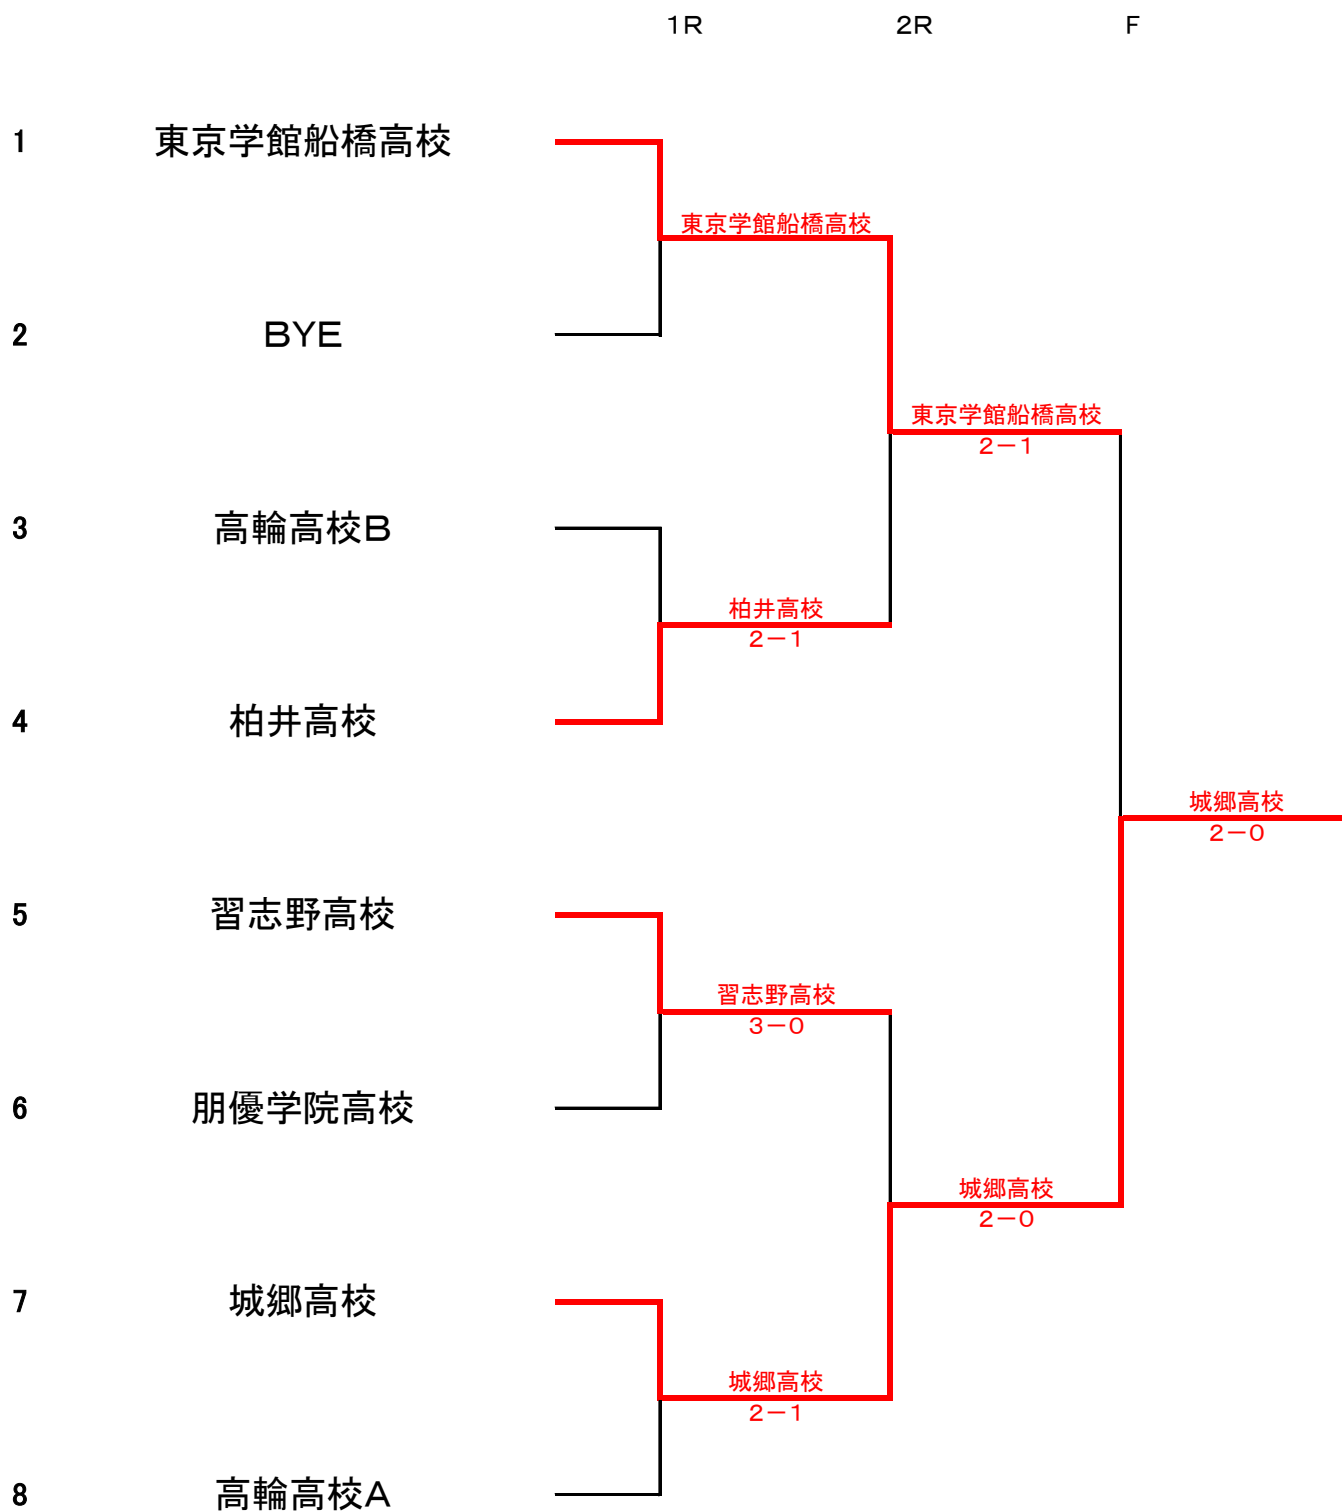 １R ２R F
1 東京学館船橋高校
東京学館船橋高校
2 BYE
東京学館船橋高校
２－１
3 高輪高校B
柏井高校
２－１
4 柏井高校
城郷高校
２－０
5 習志野高校
習志野高校
３－０
6 朋優学院高校
城郷高校
２－０
7 城郷高校
城郷高校
２－１
8 高輪高校A